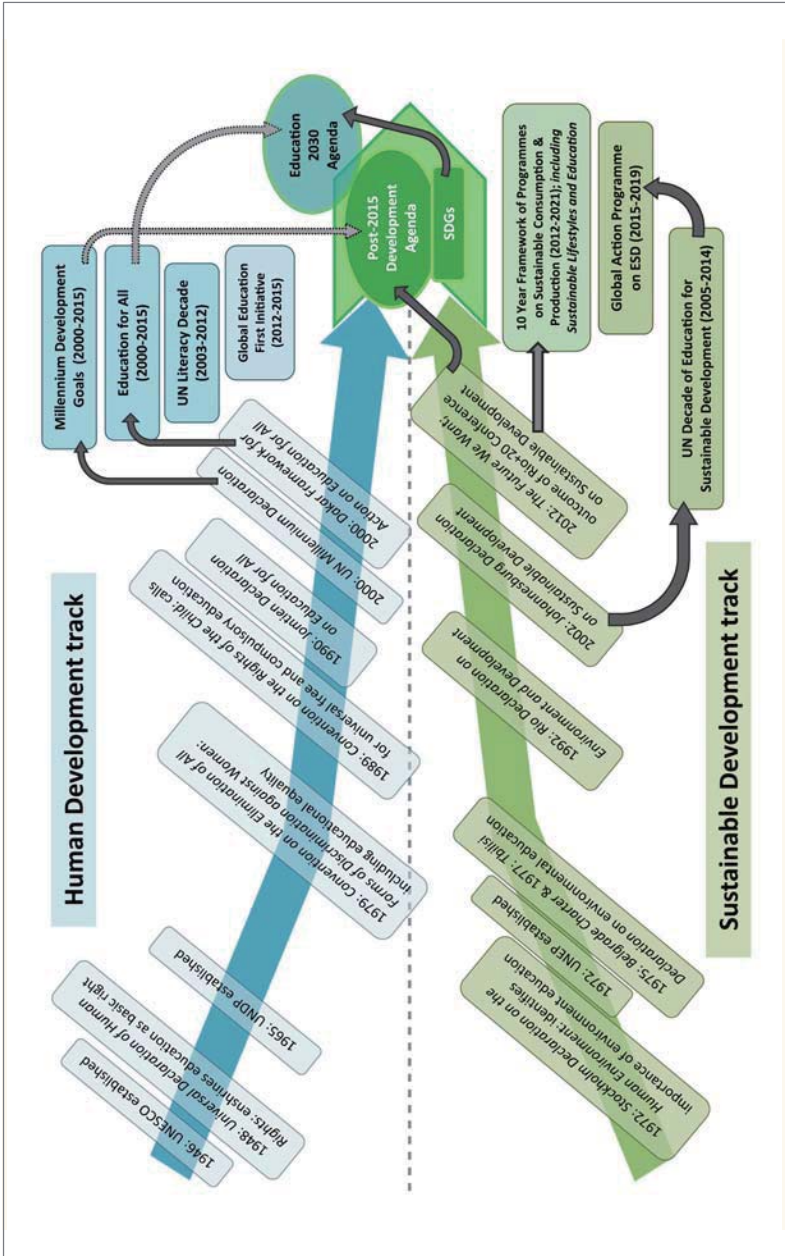 Human Development track
1946: UNESCO established
1948: Universal Declaration of Human
Rights: enshrines education as basic right
1965: UNDP established
1979: Convention on the Elimination of All
Forms of Discrimination against Women:
including educational equality
1989: Convention on the Rights of the Child: calls
for universal free and compulsory education
1990: Jomtien Declaration
on Education for All
2000: UN Millennium Declaration
2000: Dakar Framework for
Action on Education for All
Millennium Development
Goals (2000-2015)
Education for All
(2000-2015)
UN Literacy Decade
(2003-2012)
Global Education
First Initiative
(2012-2015)
Education
2030
Agenda
Post-2015
Development
Agenda
SDGs
Sustainable Development track
1972: Stockholm Declaration on the
Human Environment: identifies
importance of environment education
1972: UNEP established
1975: Belgrade Charter & 1977: Tbilisi
Declaration on environmental education
1992: Rio Declaration on
Environment and Development
2002: Johannesburg Declaration
on Sustainable Development
2012: The Future We Want:
outcome of Rio+20 Conference
on Sustainable Development
10 Year Framework of Programmes
on Sustainable Consumption &
Production (2012-2021); including
Sustainable Lifestyles and Education
Global Action Programme
on ESD (2015-2019)
UN Decade of Education for
Sustainable Development (2005-2014)